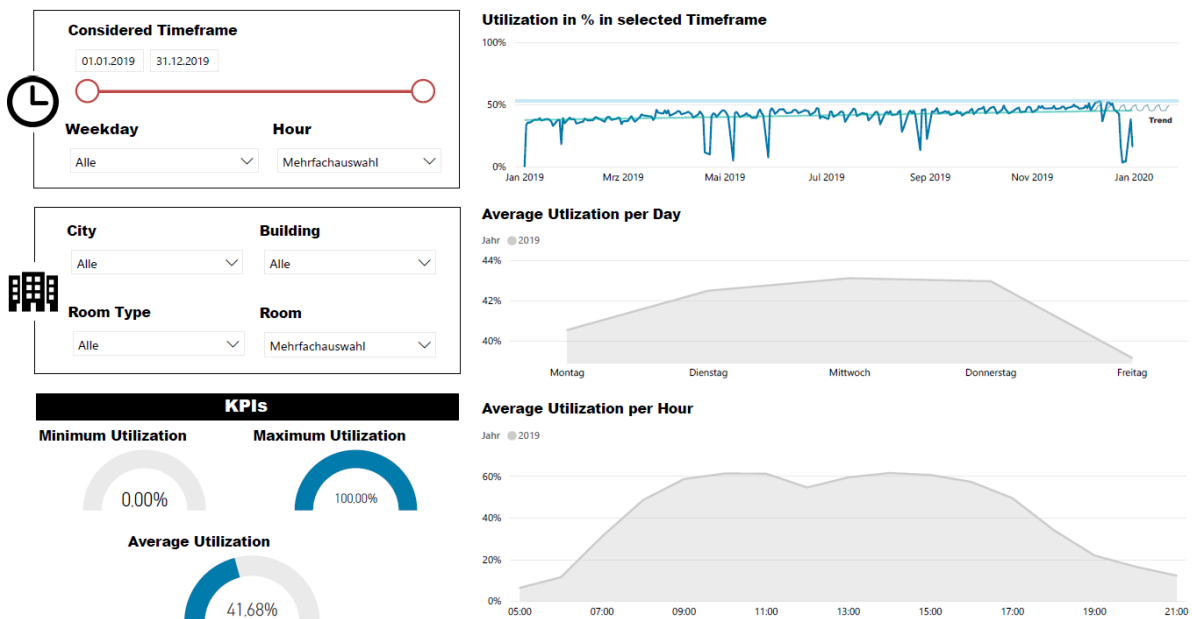 Considered Timeframe
01.01.2019 31.12.2019
Weekday Hour
Alle Mehrfachauswahl
City Building
Alle Alle
Room Type Room
Alle Mehrfachauswahl
KPIs
Minimum Utilization Maximum Utilization
0.00% 100.00%
Average Utilization
41.68%
Utilization in % in selected Timeframe
100%
50%
0%
Trend
Jan 2019 Mrz 2019 Mai 2019 Jul 2019 Sep 2019 Nov 2019 Jan 2020
Average Utlization per Day
Jahr 2019
44%
42%
40%
Montag Dienstag Mittwoch Donnerstag Freitag
Average Utilization per Hour
Jahr 2019
60%
40%
20%
0%
05:00 07:00 09:00 11:00 13:00 15:00 17:00 19:00 21:00